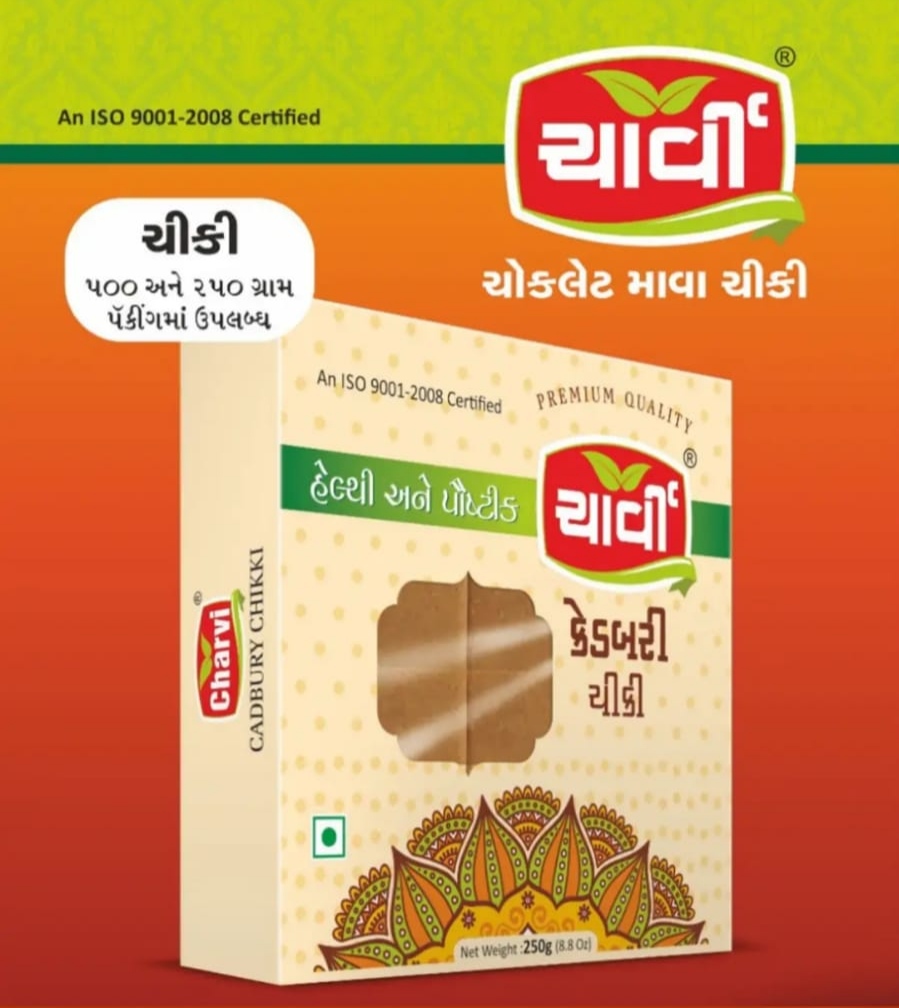 An ISO 9001-2008 Certified
ચાર્વી
®
ચીકી
૫૦૦ અને ૨૫૦ ગ્રામ
પૅકીંગમાં ઉપલબ્ધ
ચોકલેટ માવા ચીકી
An ISO 9001-2008 Certified
PREMIUM QUALITY
હેલ્થી અને પૌષ્ટીક
ચાર્વી
®
Charvi
®
CADBURY CHIKKI
કેડબરી
ચીકી
Net Weight :250g (8.8 Oz)